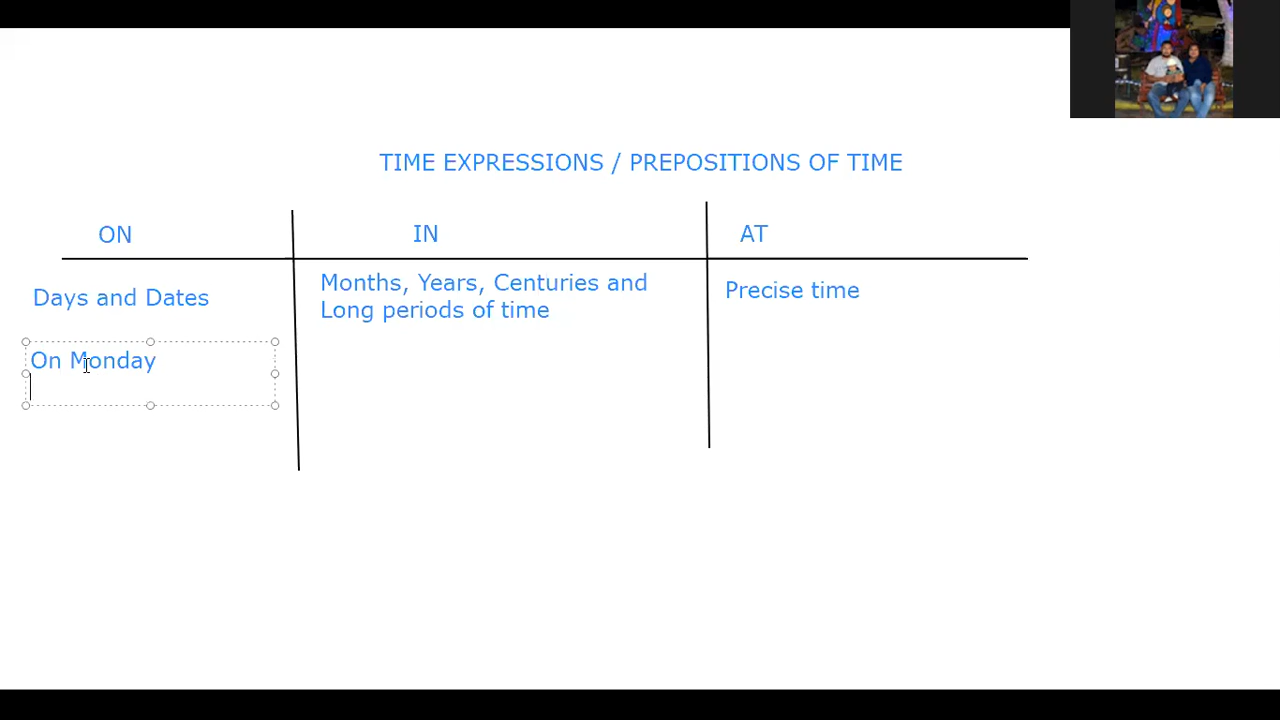 TIME EXPRESSIONS / PREPOSITIONS OF TIME
ON
IN
AT
Days and Dates
Months, Years, Centuries and
Long periods of time
Precise time
On Monday